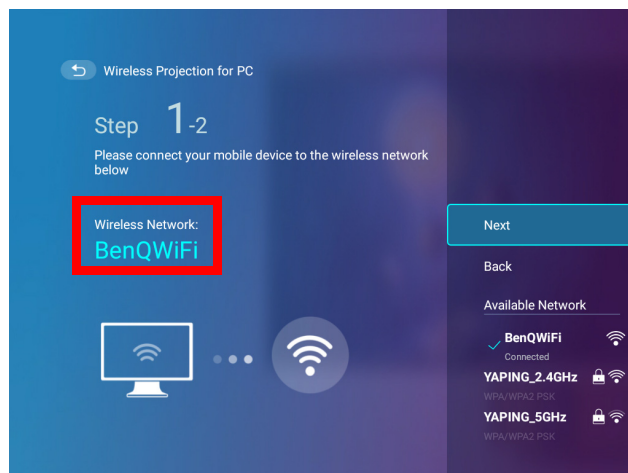 Wireless Projection for PC
Step 1-2
Please connect your mobile device to the wireless network
below
Wireless Network:
BenQWiFi
Next
Back
Available Network
BenQWiFi
Connected
YAPING_2.4GHz
WPA/WPA2 PSK
YAPING_5GHz
WPA/WPA2 PSK